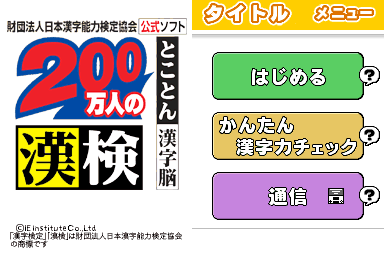 財団法人日本漢字能力検定協会 公式ソフト
200
万人の
漢検
とことん漢字脳
©IE Institute Co.,Ltd.
「漢字検定」「漢検」は財団法人日本漢字能力検定協会
の商標です
タイトル メニュー
はじめる
?
かんたん
漢字力チェック
?
通信
?